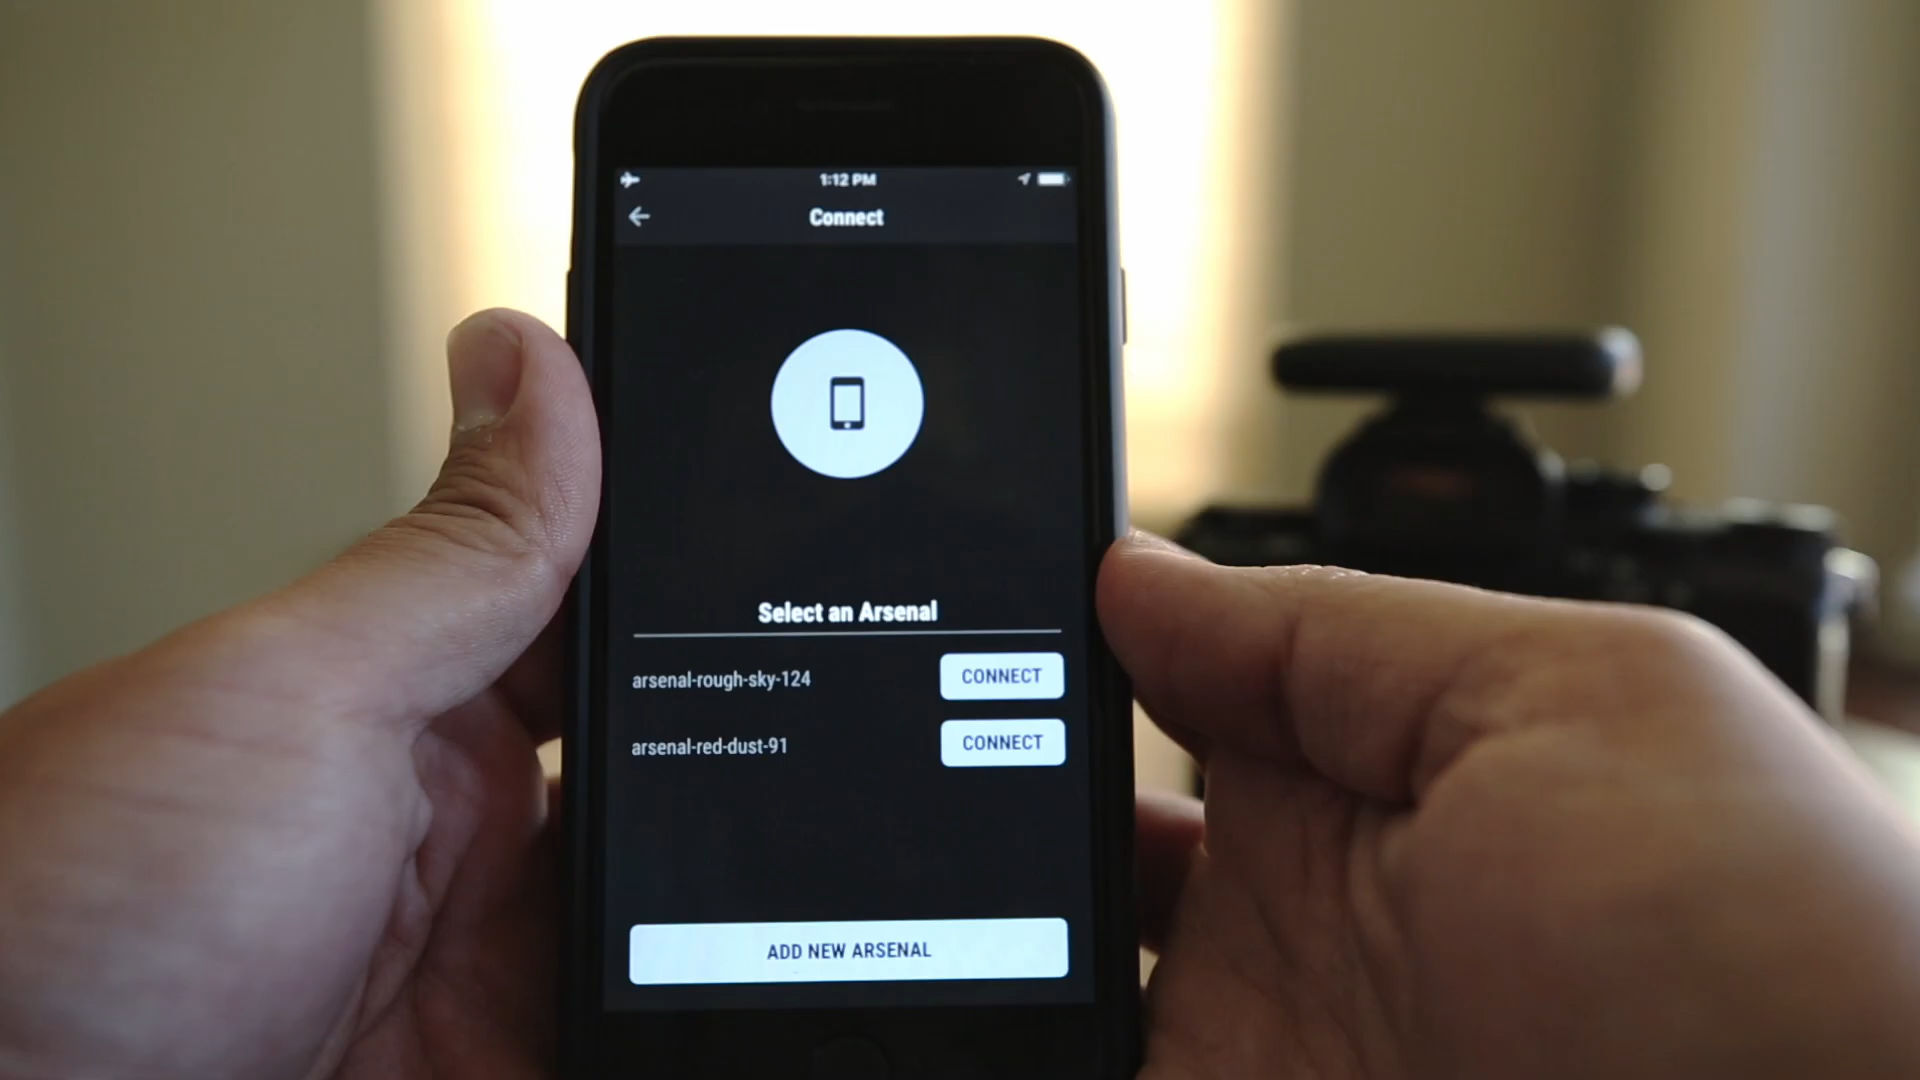 1:12 PM
Connect
Select an Arsenal
arsenal-rough-sky-124
CONNECT
arsenal-red-dust-91
CONNECT
ADD NEW ARSENAL